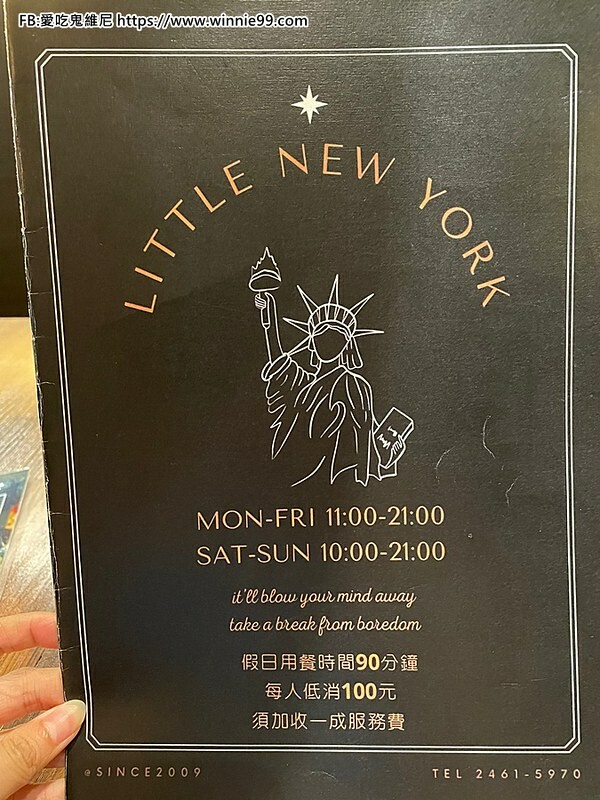 FB:愛吃鬼維尼 https://www.winnie99.com
LITTLE NEW YORK
MON-FRI 11:00-21:00
SAT-SUN 10:00-21:00
it'll blow your mind away
take a break from boredom
假日用餐時間90分鐘
每人低消100元
須加收一成服務費
@SINCE2009
TEL 2461-5970